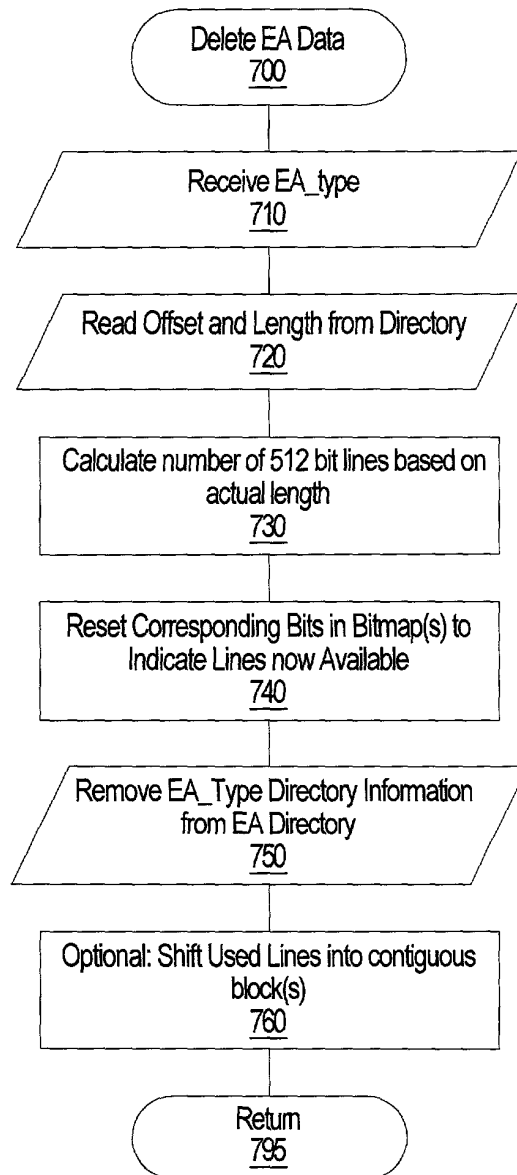 Delete EA Data
700
Receive EA_type
710
Read Offset and Length from Directory
720
Calculate number of 512 bit lines based on
actual length
730
Reset Corresponding Bits in Bitmap(s) to
Indicate Lines now Available
740
Remove EA_Type Directory Information
from EA Directory
750
Optional: Shift Used Lines into contiguous
block(s)
760
Return
795